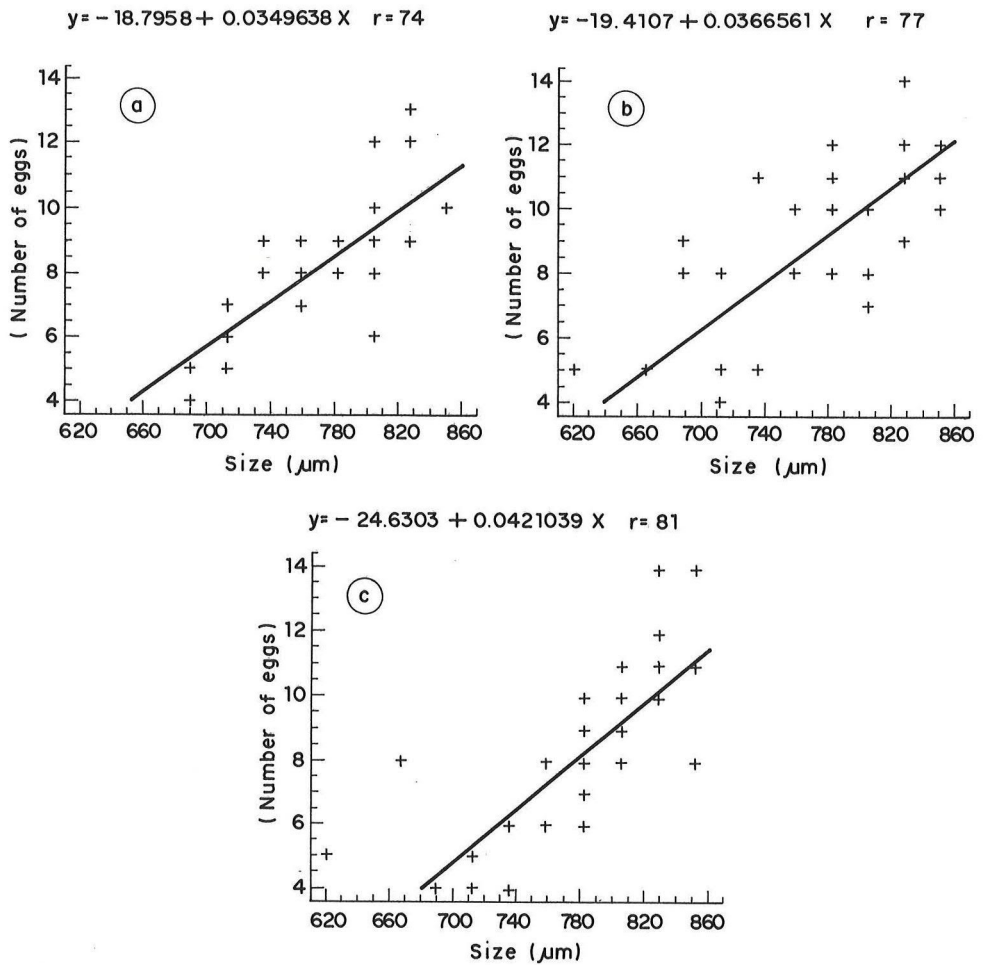 y= − 18.7958 + 0.0349638 X r= 74
a
14
12
10
8
6
4
(Number of eggs)
620 660 700 740 780 820 860
Size (µm)
y= −19.4107 + 0.0366561 X r= 77
b
14
12
10
8
6
4
(Number of eggs)
620 660 700 740 780 820 860
Size (µm)
y= − 24.6303 + 0.0421039 X r= 81
c
14
12
10
8
6
4
(Number of eggs)
620 660 700 740 780 820 860
Size (µm)